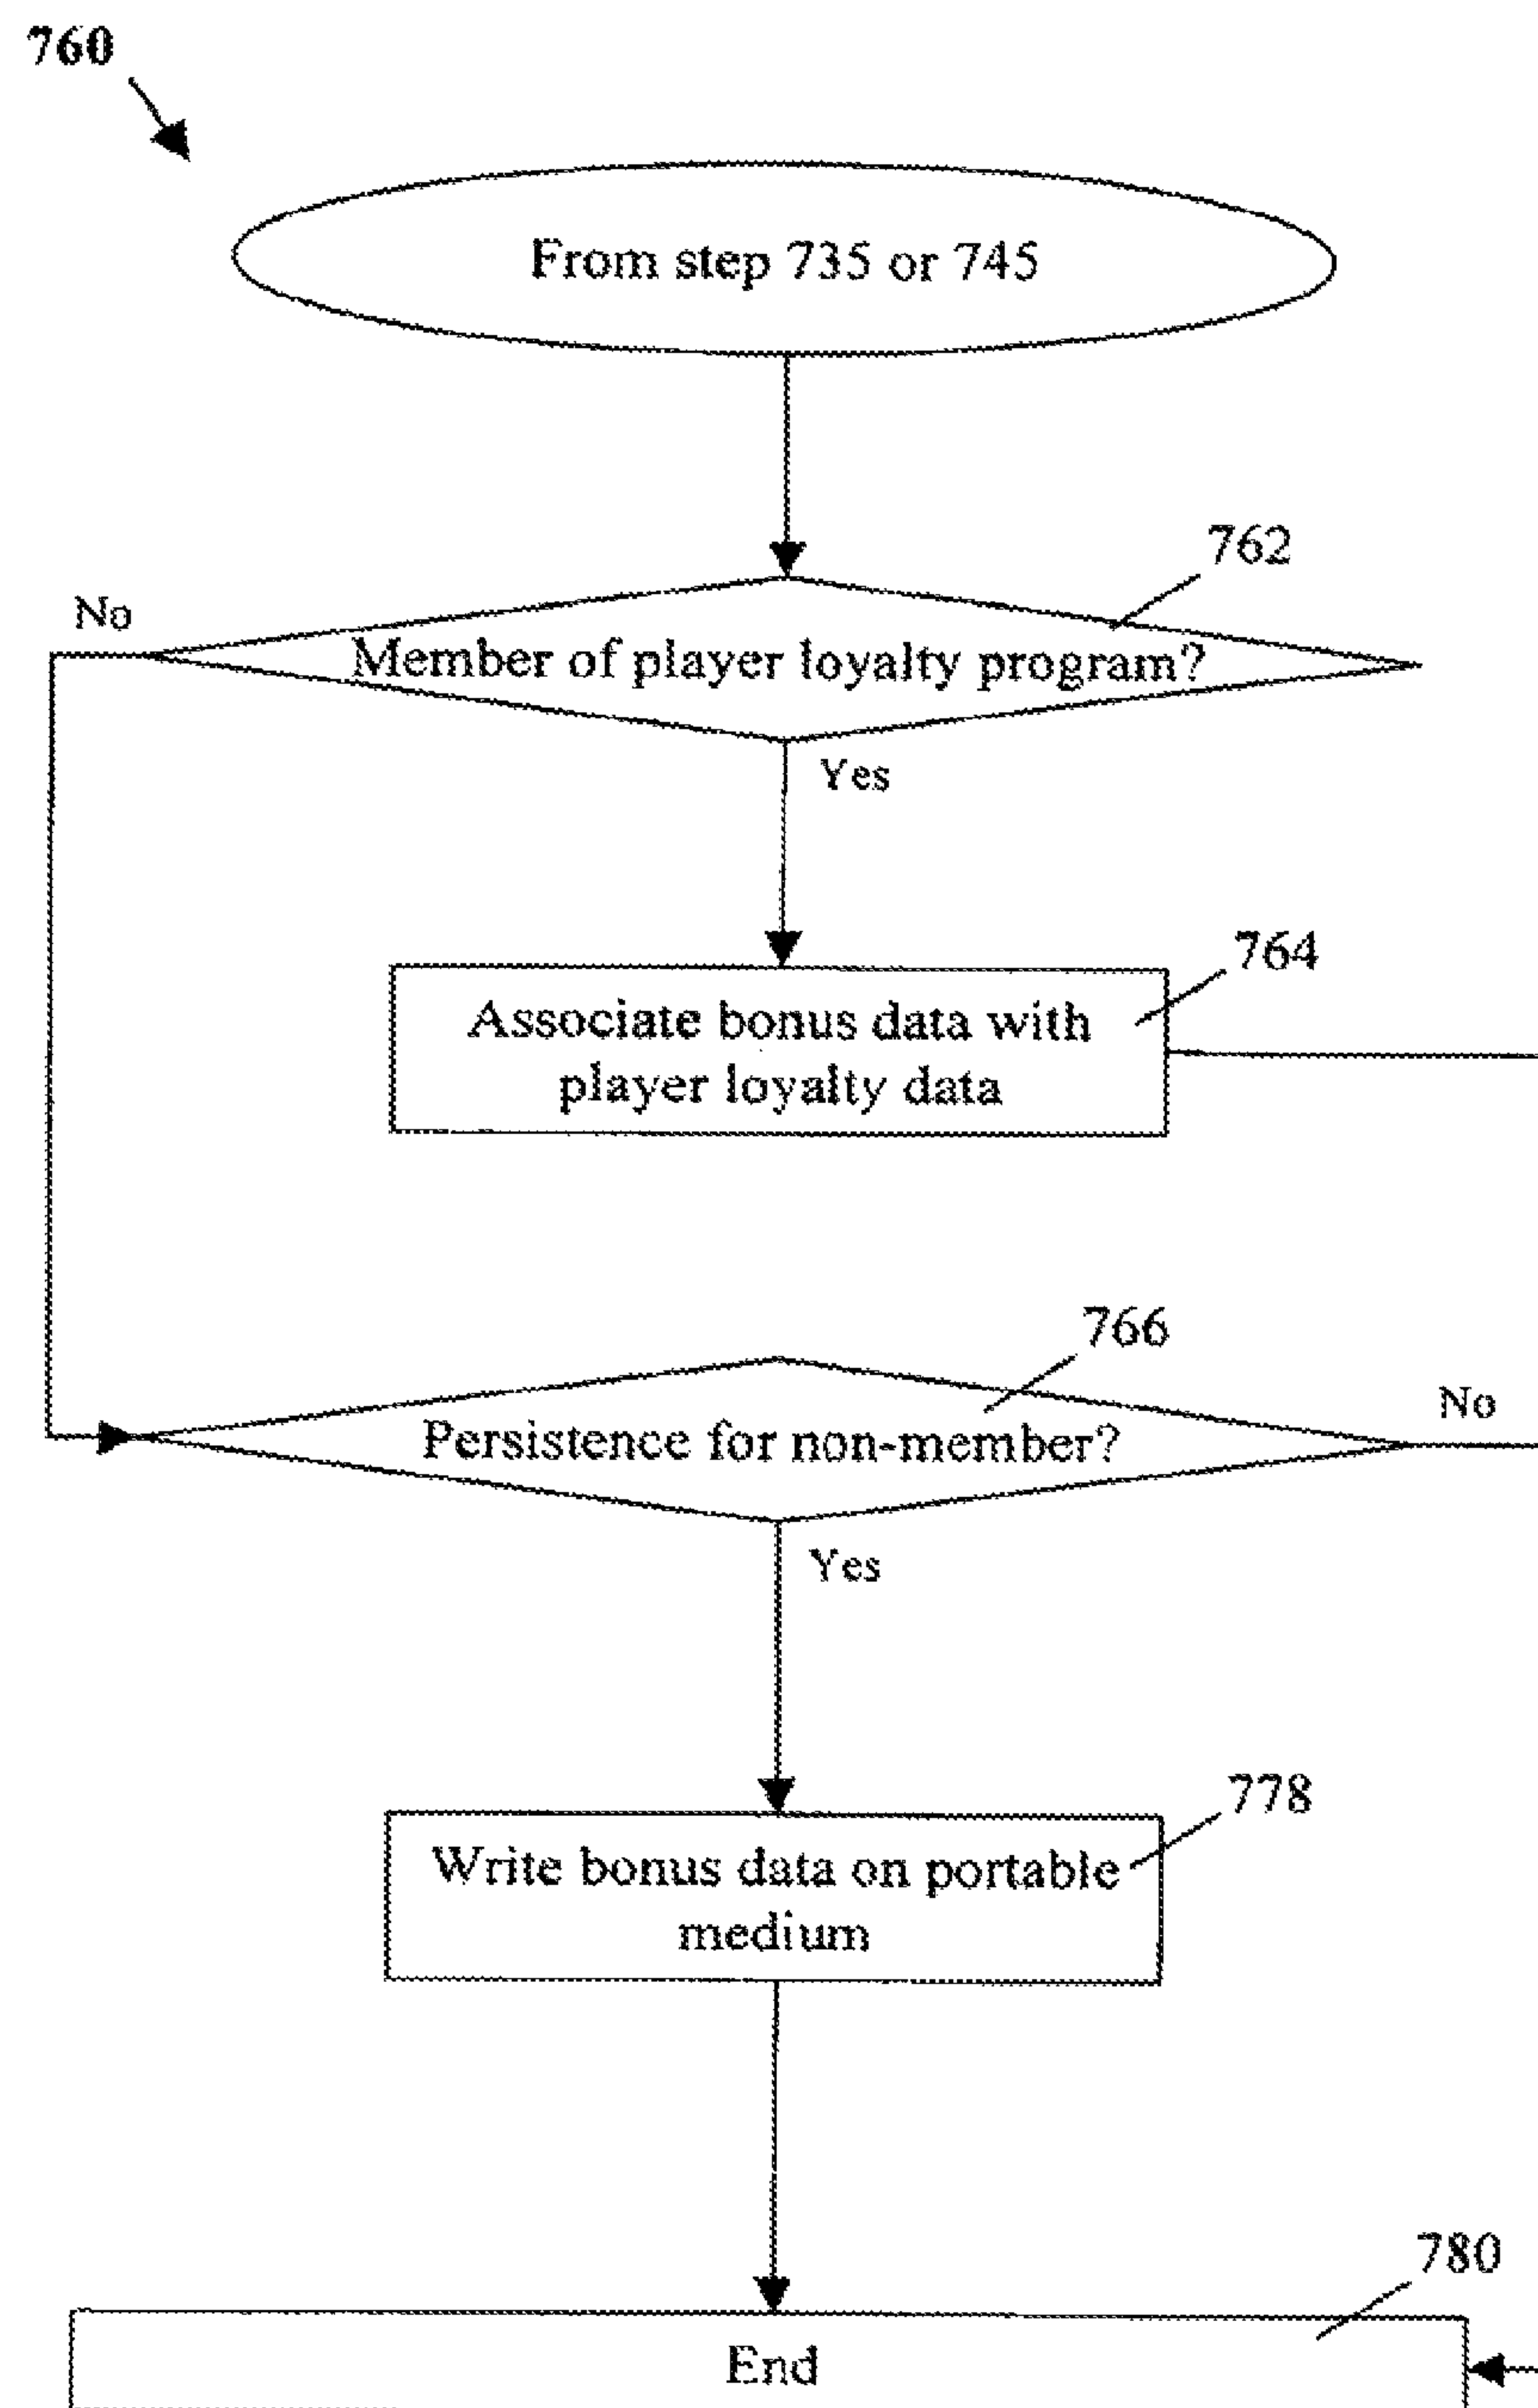 760
From step 735 or 745
762
No
Member of player loyalty program?
Yes
764
Associate bonus data with
player loyalty data
766
No
Persistence for non-member?
Yes
778
Write bonus data on portable
medium
780
End